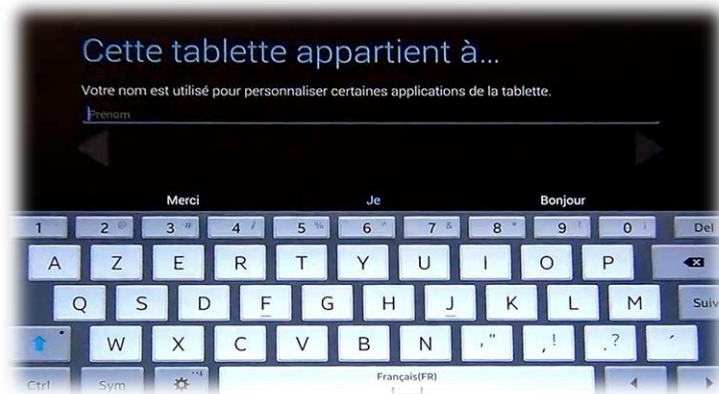 Cette tablette appartient à...
Votre nom est utilisé pour personnaliser certaines applications de la tablette.
Prénom
Merci Je Bonjour
1 2 @ 3 # 4 / 5 % 6 ^ 7 & 8 * 9 ( 0 ) Del
A Z E R T Y U I O P
Q S D F G H J K L M Suiv
W X C V B N ' " , ! . ? ´
Ctrl Sym Français(FR)